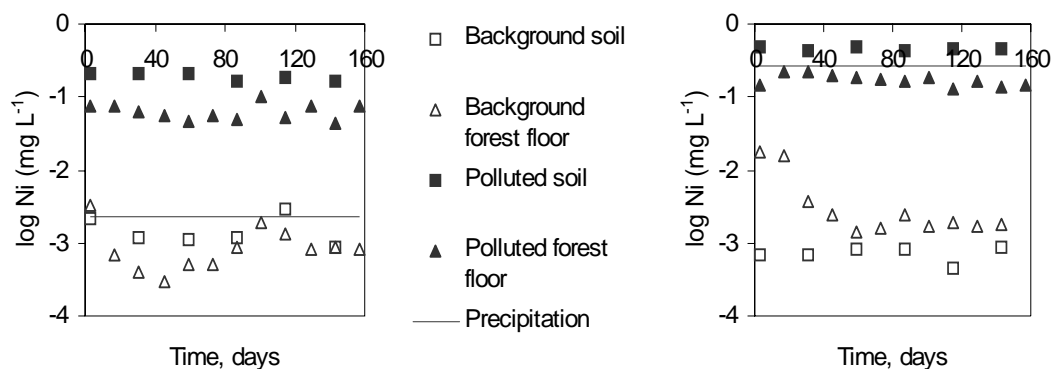 0
0 40 80 120 160
-1
-2
-3
-4
log Ni (mg L⁻¹)
Time, days
Background soil
Background
forest floor
Polluted soil
Polluted forest
floor
Precipitation
0
0 40 80 120 160
-1
-2
-3
-4
log Ni (mg L⁻¹)
Time, days